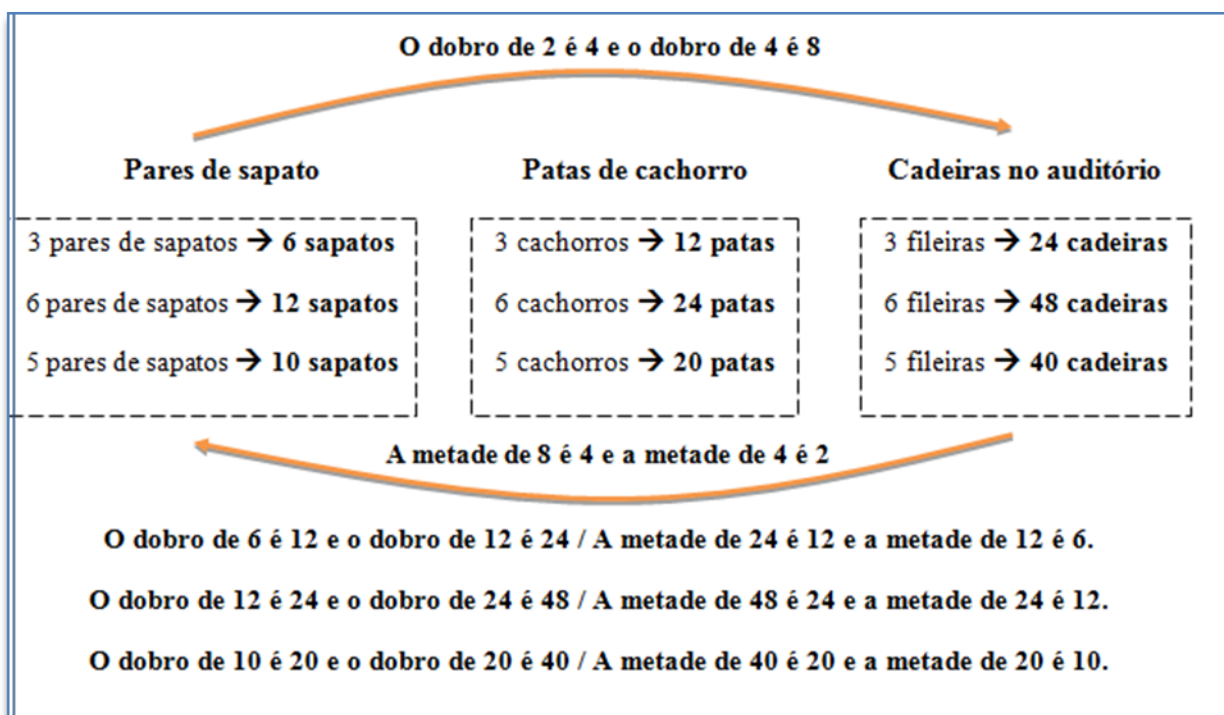 O dobro de 2 é 4 e o dobro de 4 é 8
Pares de sapato
Patas de cachorro
Cadeiras no auditório
3 pares de sapatos → 6 sapatos
6 pares de sapatos → 12 sapatos
5 pares de sapatos → 10 sapatos
3 cachorros → 12 patas
6 cachorros → 24 patas
5 cachorros → 20 patas
3 fileiras → 24 cadeiras
6 fileiras → 48 cadeiras
5 fileiras → 40 cadeiras
A metade de 8 é 4 e a metade de 4 é 2
O dobro de 6 é 12 e o dobro de 12 é 24 / A metade de 24 é 12 e a metade de 12 é 6.
O dobro de 12 é 24 e o dobro de 24 é 48 / A metade de 48 é 24 e a metade de 24 é 12.
O dobro de 10 é 20 e o dobro de 20 é 40 / A metade de 40 é 20 e a metade de 20 é 10.